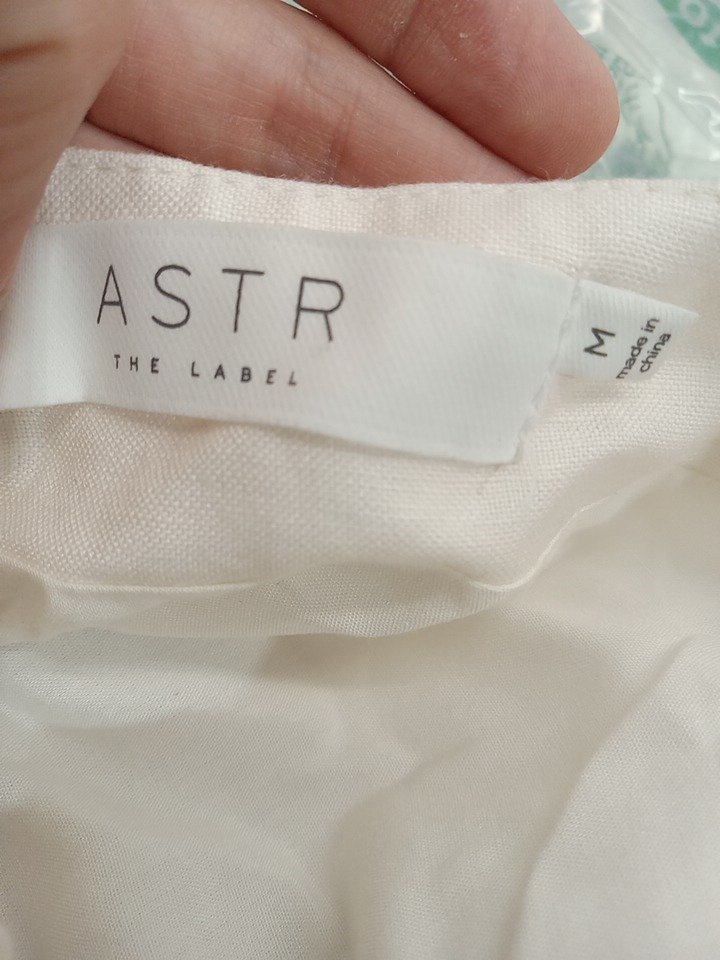 ASTR
THE LABEL
M
made in
china